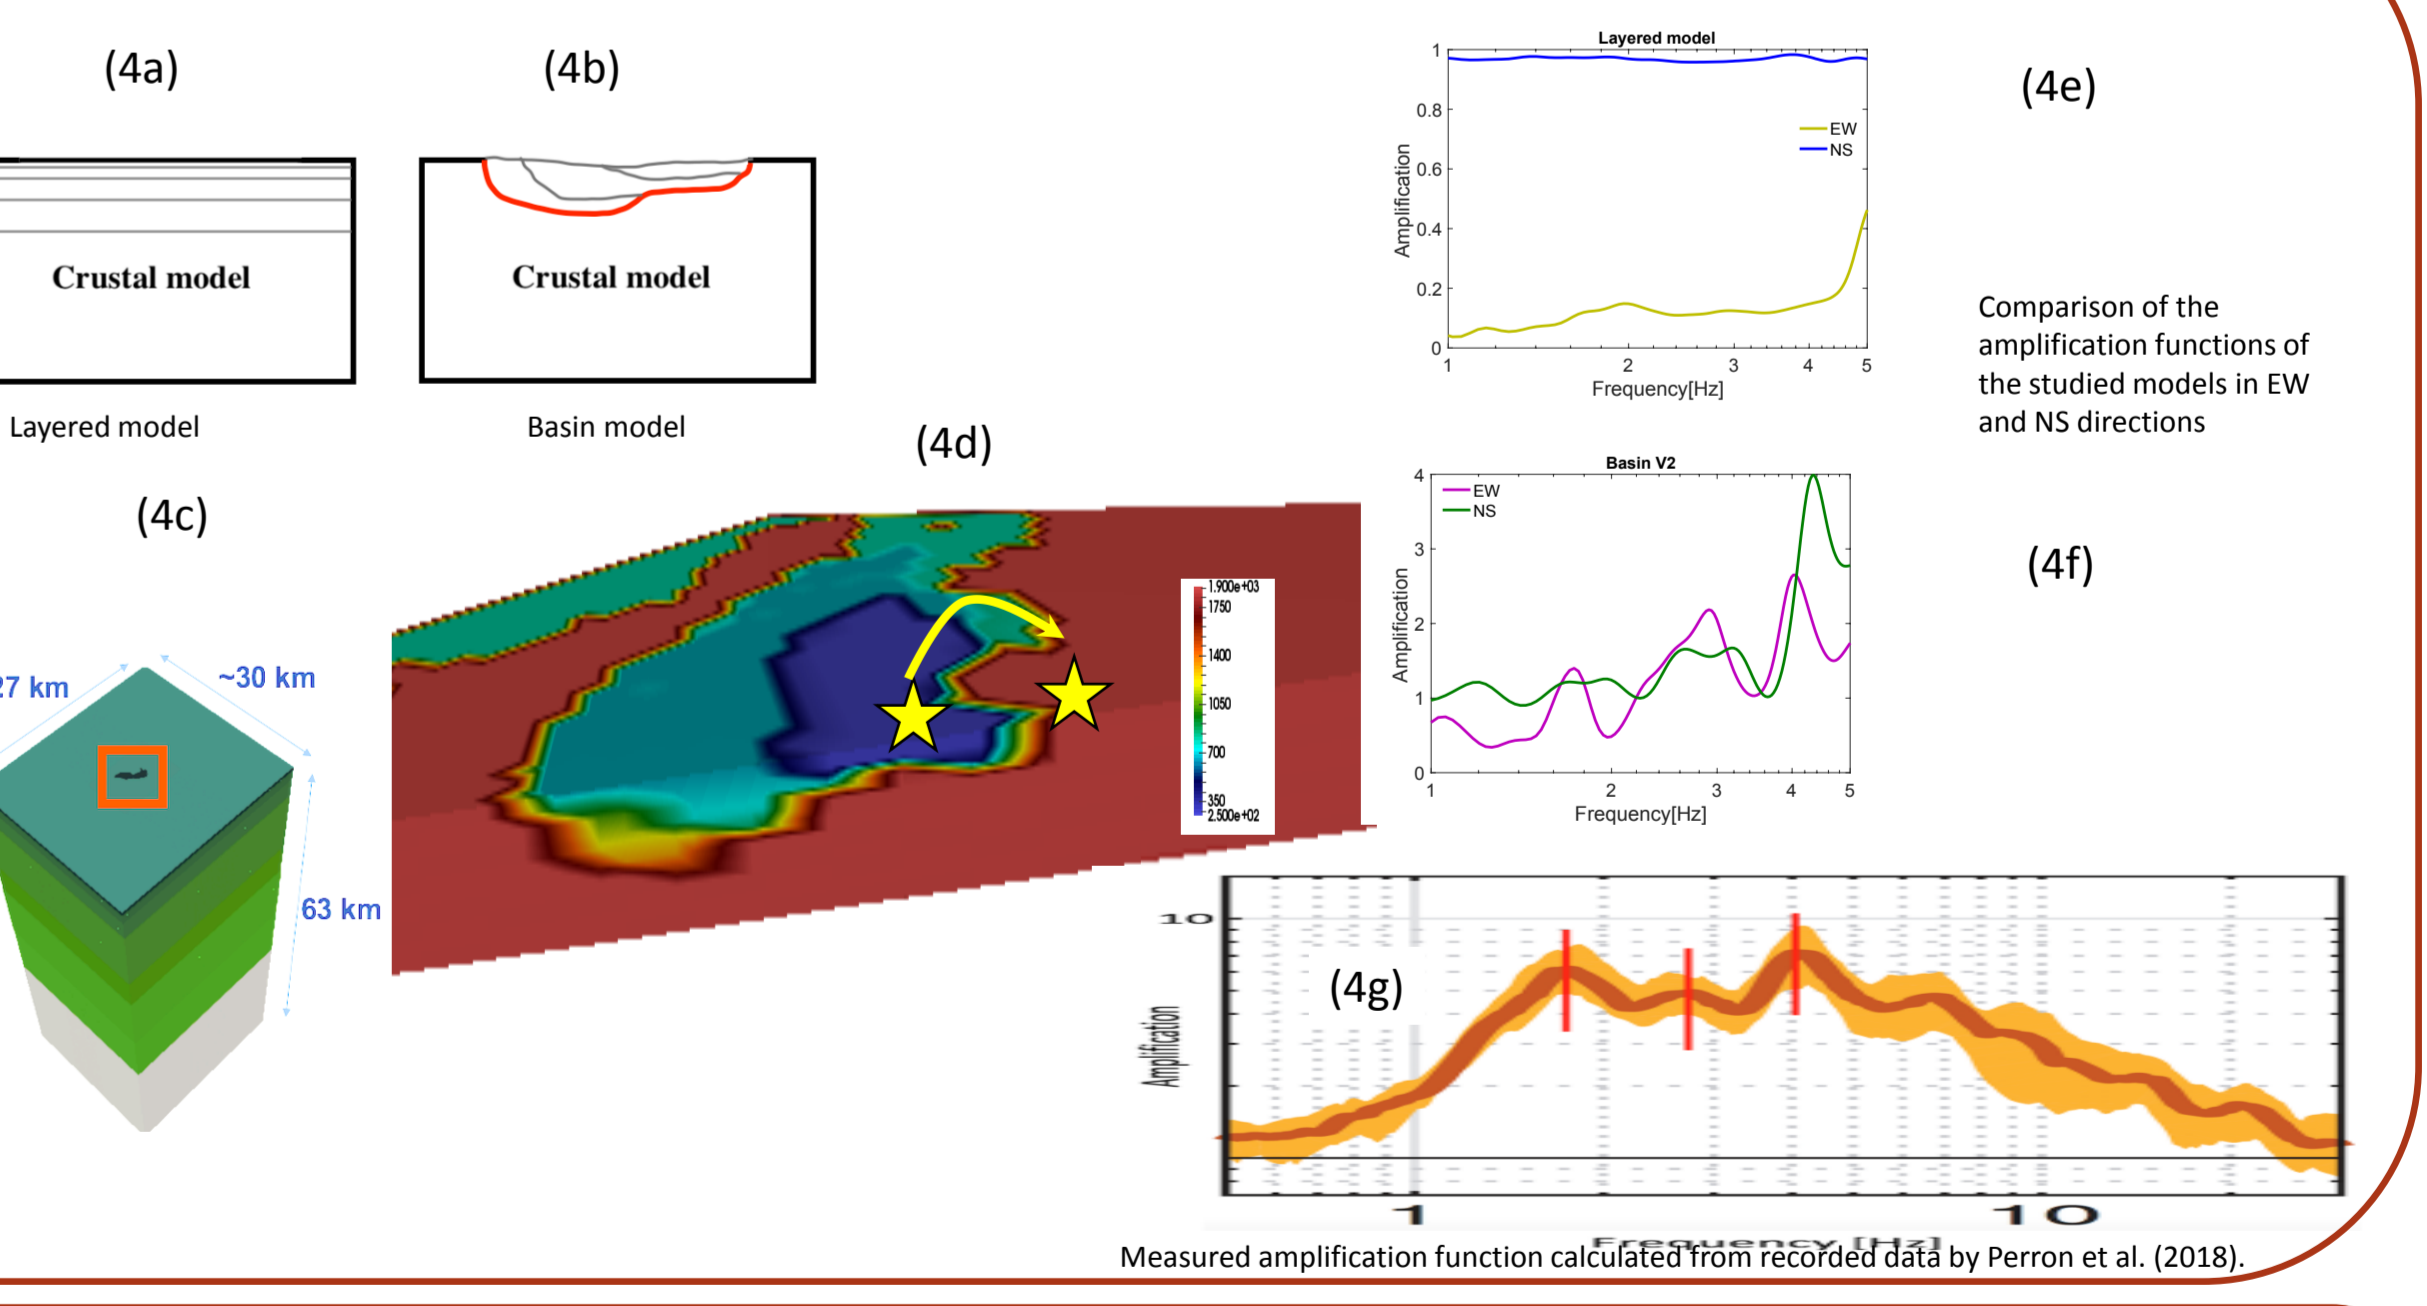 (4a)
(4b)
Crustal model
Crustal model
Layered model
Basin model
(4c)
27 km
~30 km
63 km
(4d)
1.900e+03
1750
1400
1050
700
350
2.500e+02
Layered model
1
0.8
0.6
0.4
0.2
0
Amplification
EW
NS
1 2 3 4 5
Frequency[Hz]
(4e)
Comparison of the
amplification functions of
the studied models in EW
and NS directions
Basin V2
4
3
2
1
0
Amplification
EW
NS
1 2 3 4 5
Frequency[Hz]
(4f)
(4g)
10
Amplification
1 10
Frequency [Hz]
Measured amplification function calculated from recorded data by Perron et al. (2018).